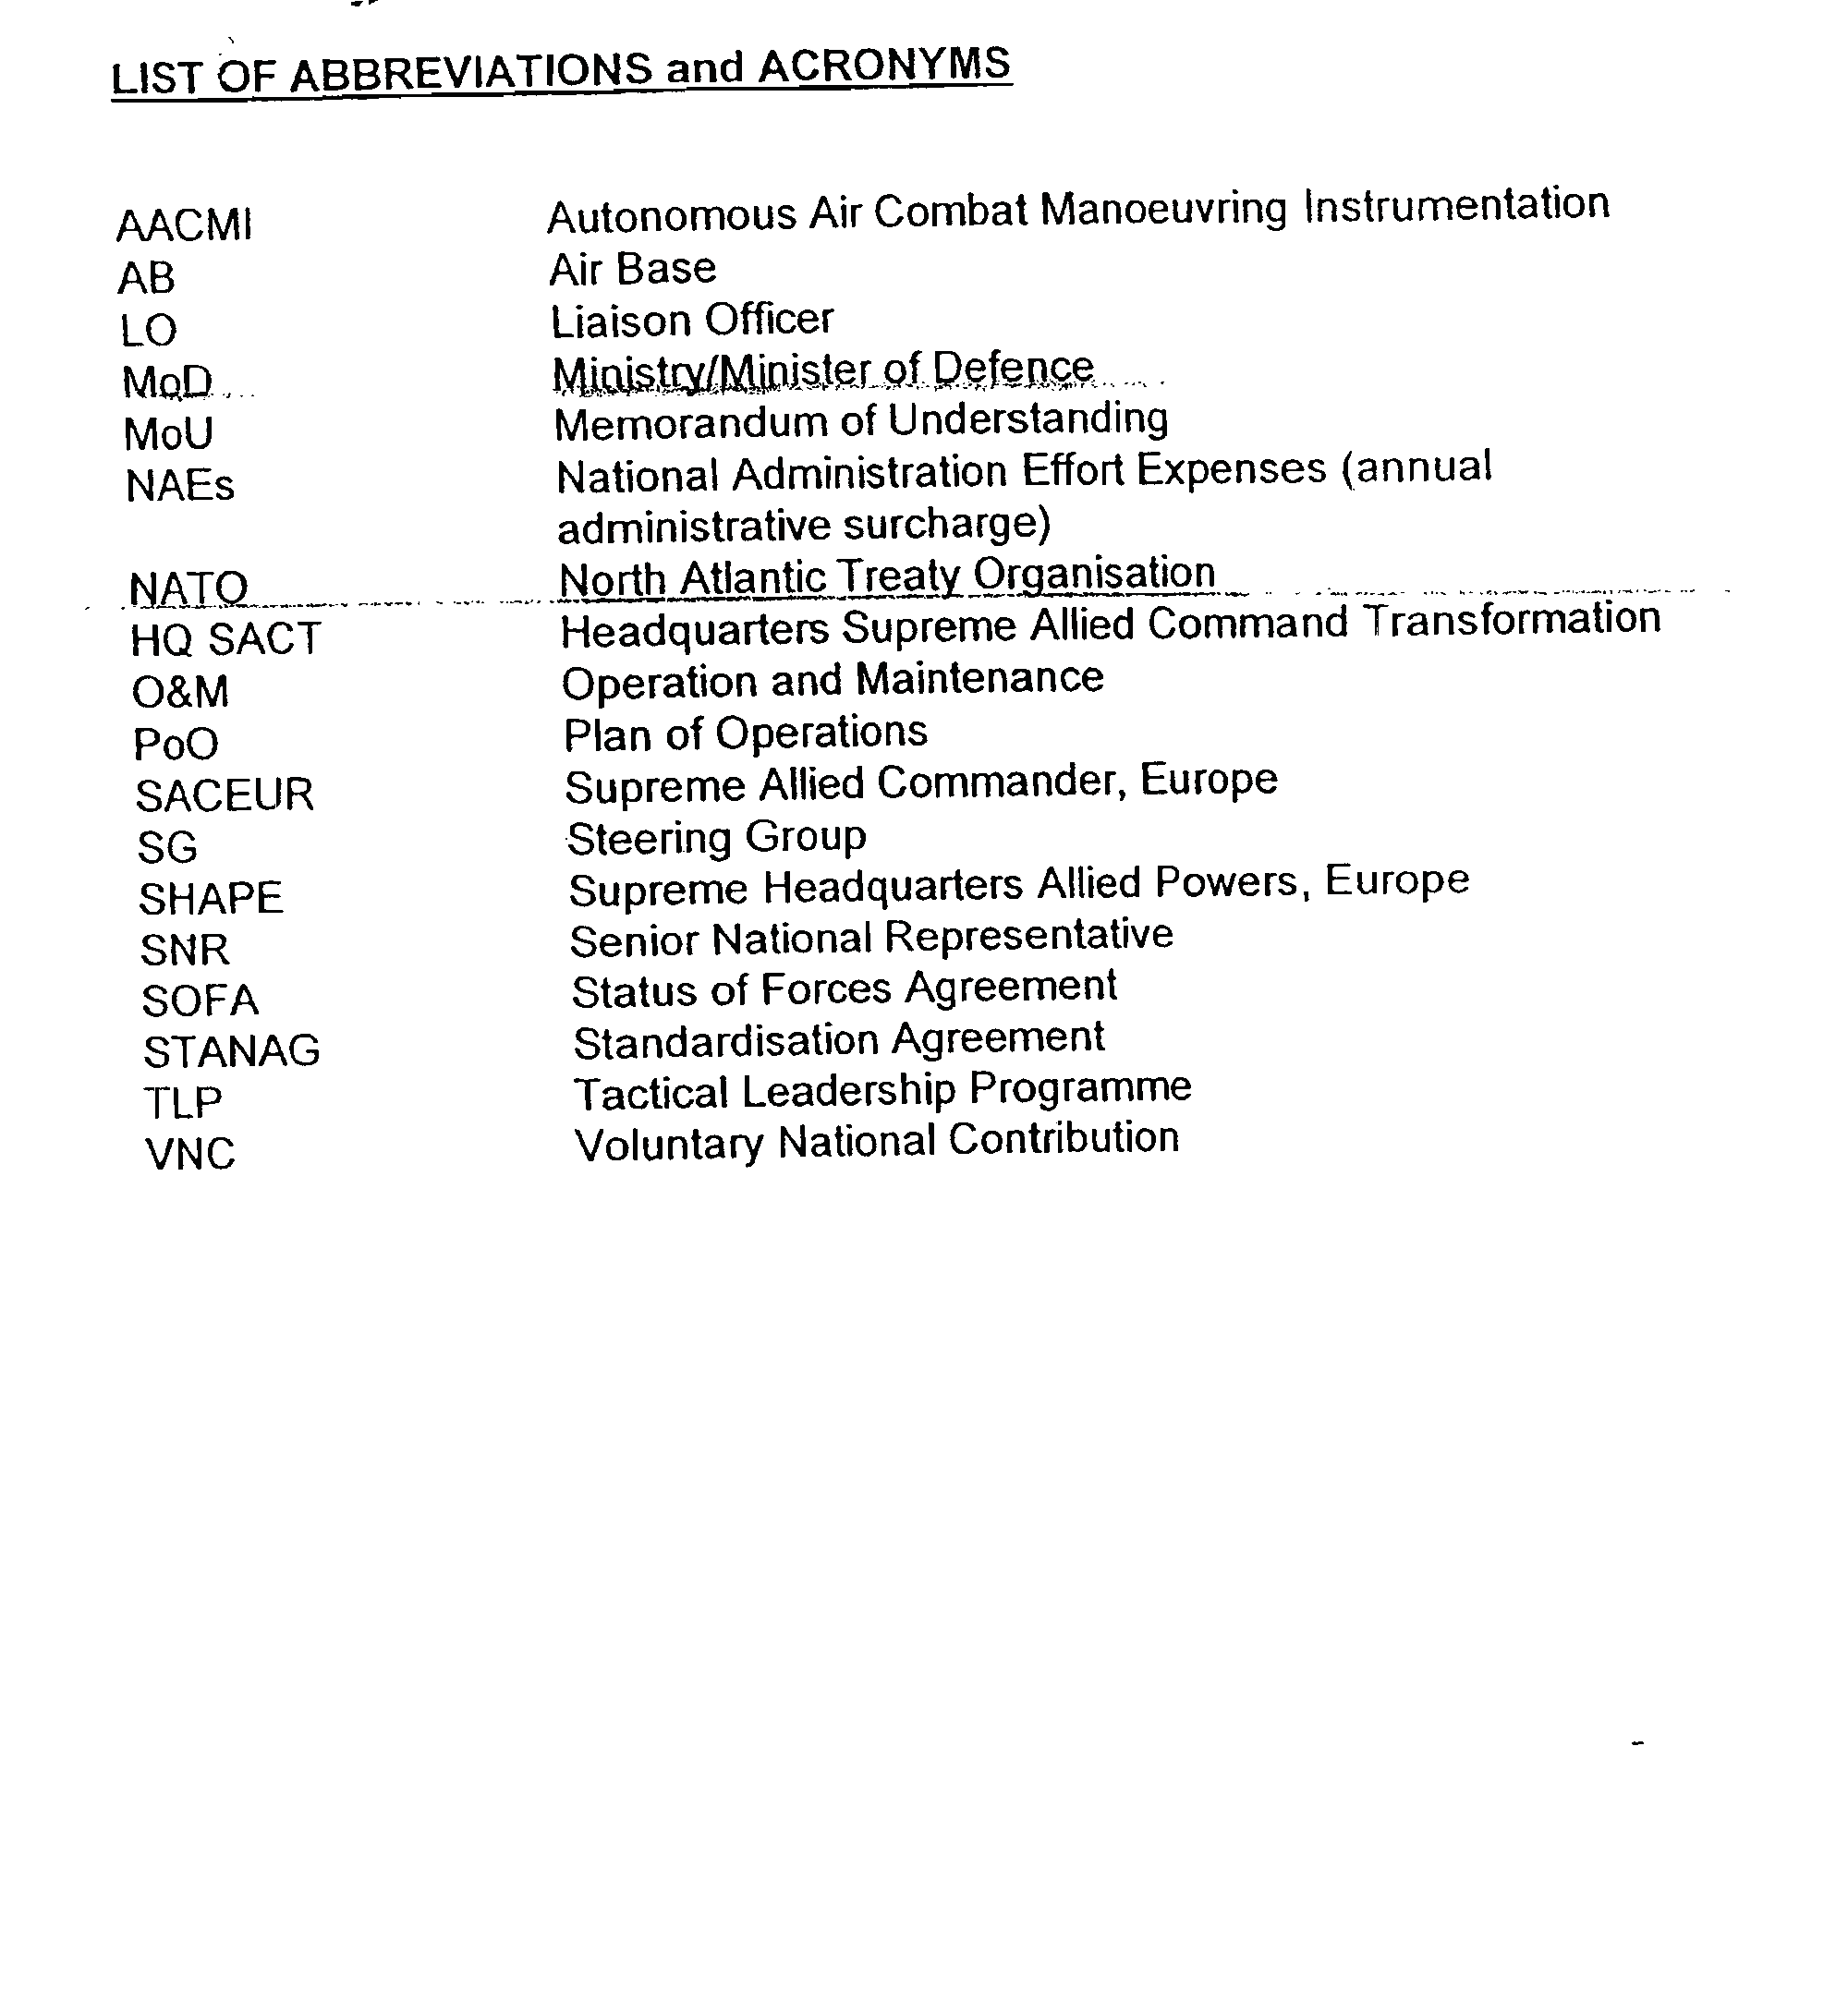 LIST OF ABBREVIATIONS and ACRONYMS
AACMI Autonomous Air Combat Manoeuvring Instrumentation
AB Air Base
LO Liaison Officer
MoD Ministry/Minister of Defence
MoU Memorandum of Understanding
NAEs National Administration Effort Expenses (annual
administrative surcharge)
NATO North Atlantic Treaty Organisation
HQ SACT Headquarters Supreme Allied Command Transformation
O&M Operation and Maintenance
PoO Plan of Operations
SACEUR Supreme Allied Commander, Europe
SG Steering Group
SHAPE Supreme Headquarters Allied Powers, Europe
SNR Senior National Representative
SOFA Status of Forces Agreement
STANAG Standardisation Agreement
TLP Tactical Leadership Programme
VNC Voluntary National Contribution